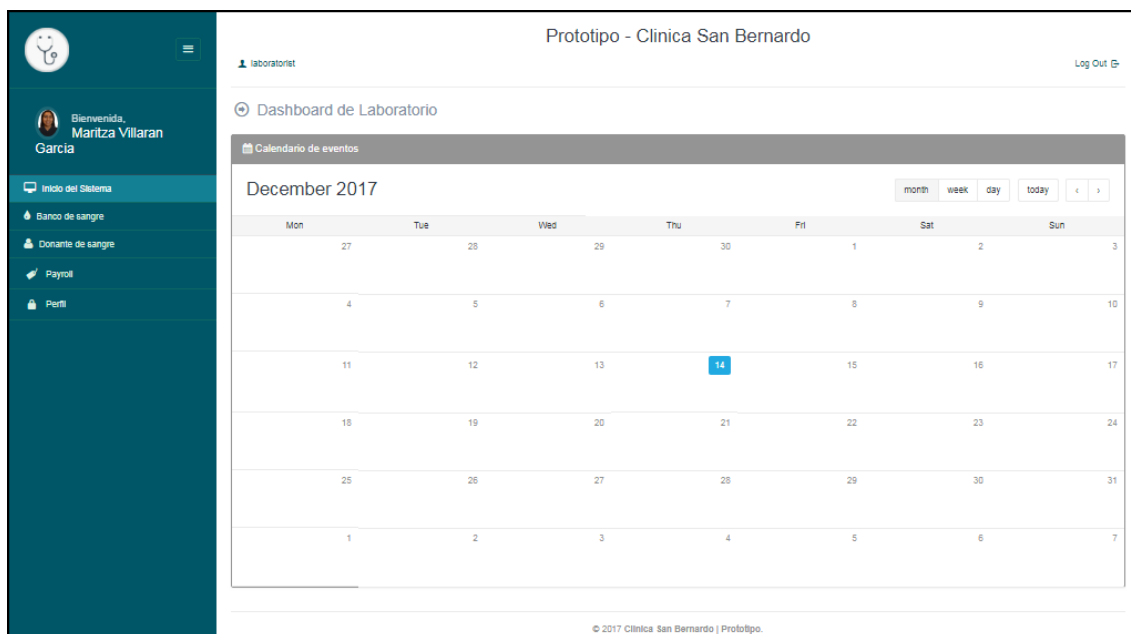 Prototipo - Clinica San Bernardo
laboratorist
Log Out
Bienvenida,
Maritza Villaran
Garcia
Inicio del Sistema
Banco de sangre
Donante de sangre
Payroll
Perfil
Dashboard de Laboratorio
Calendario de eventos
December 2017
month week day today ‹ ›
Mon Tue Wed Thu Fri Sat Sun
27 28 29 30 1 2 3
4 5 6 7 8 9 10
11 12 13 14 15 16 17
18 19 20 21 22 23 24
25 26 27 28 29 30 31
1 2 3 4 5 6 7
© 2017 Clinica San Bernardo | Prototipo.